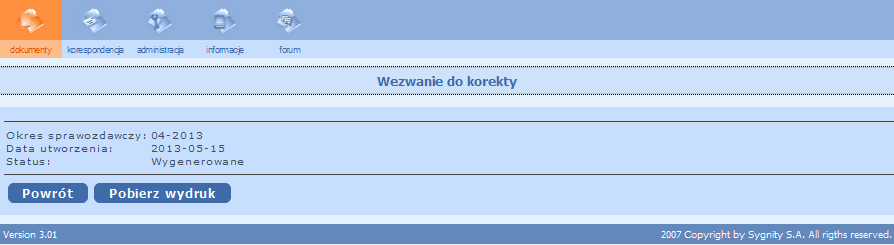 dokumenty korespondencja administracja informacje forum
Wezwanie do korekty
Okres sprawozdawczy: 04-2013
Data utworzenia: 2013-05-15
Status: Wygenerowane
Powrót Pobierz wydruk
Version 3.01 2007 Copyright by Sygnity S.A. All rigths reserved.